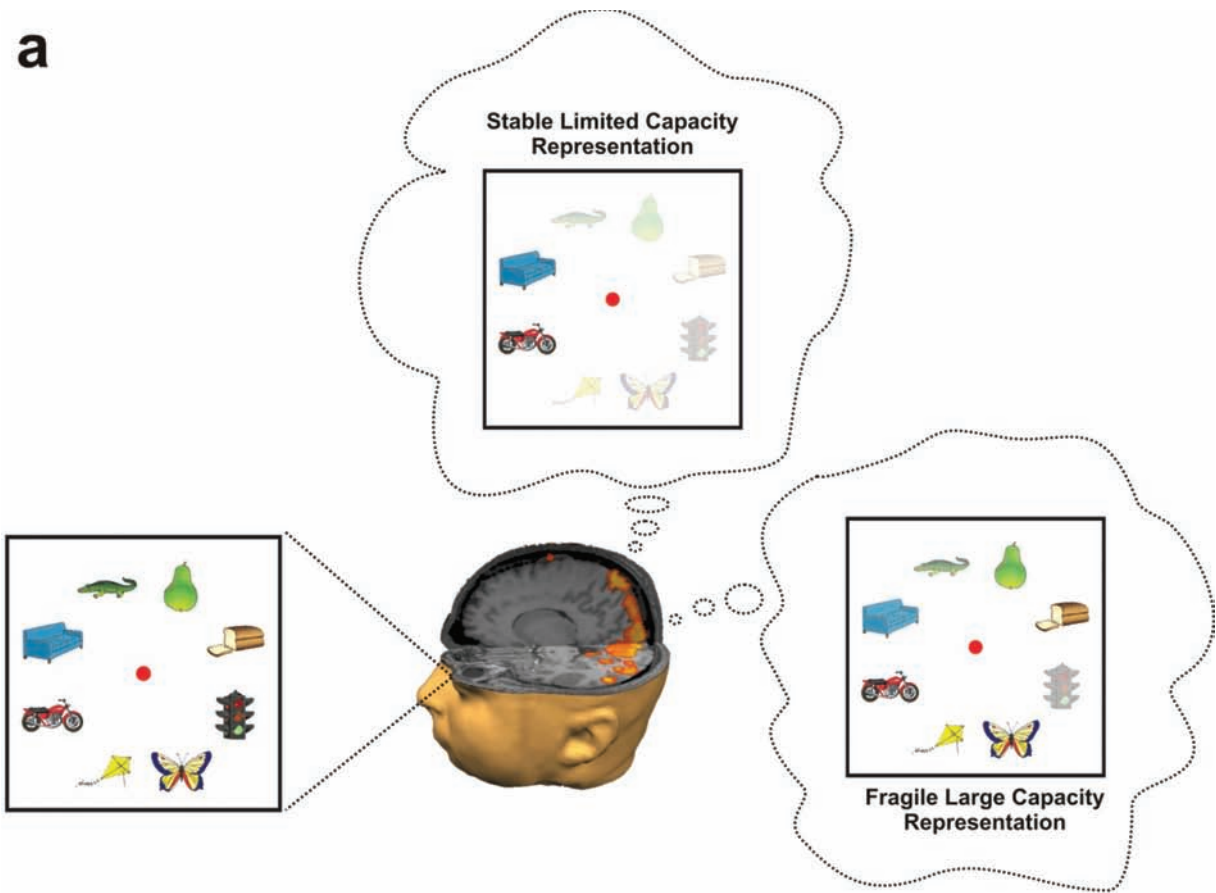 a
Stable Limited Capacity
Representation
Fragile Large Capacity
Representation